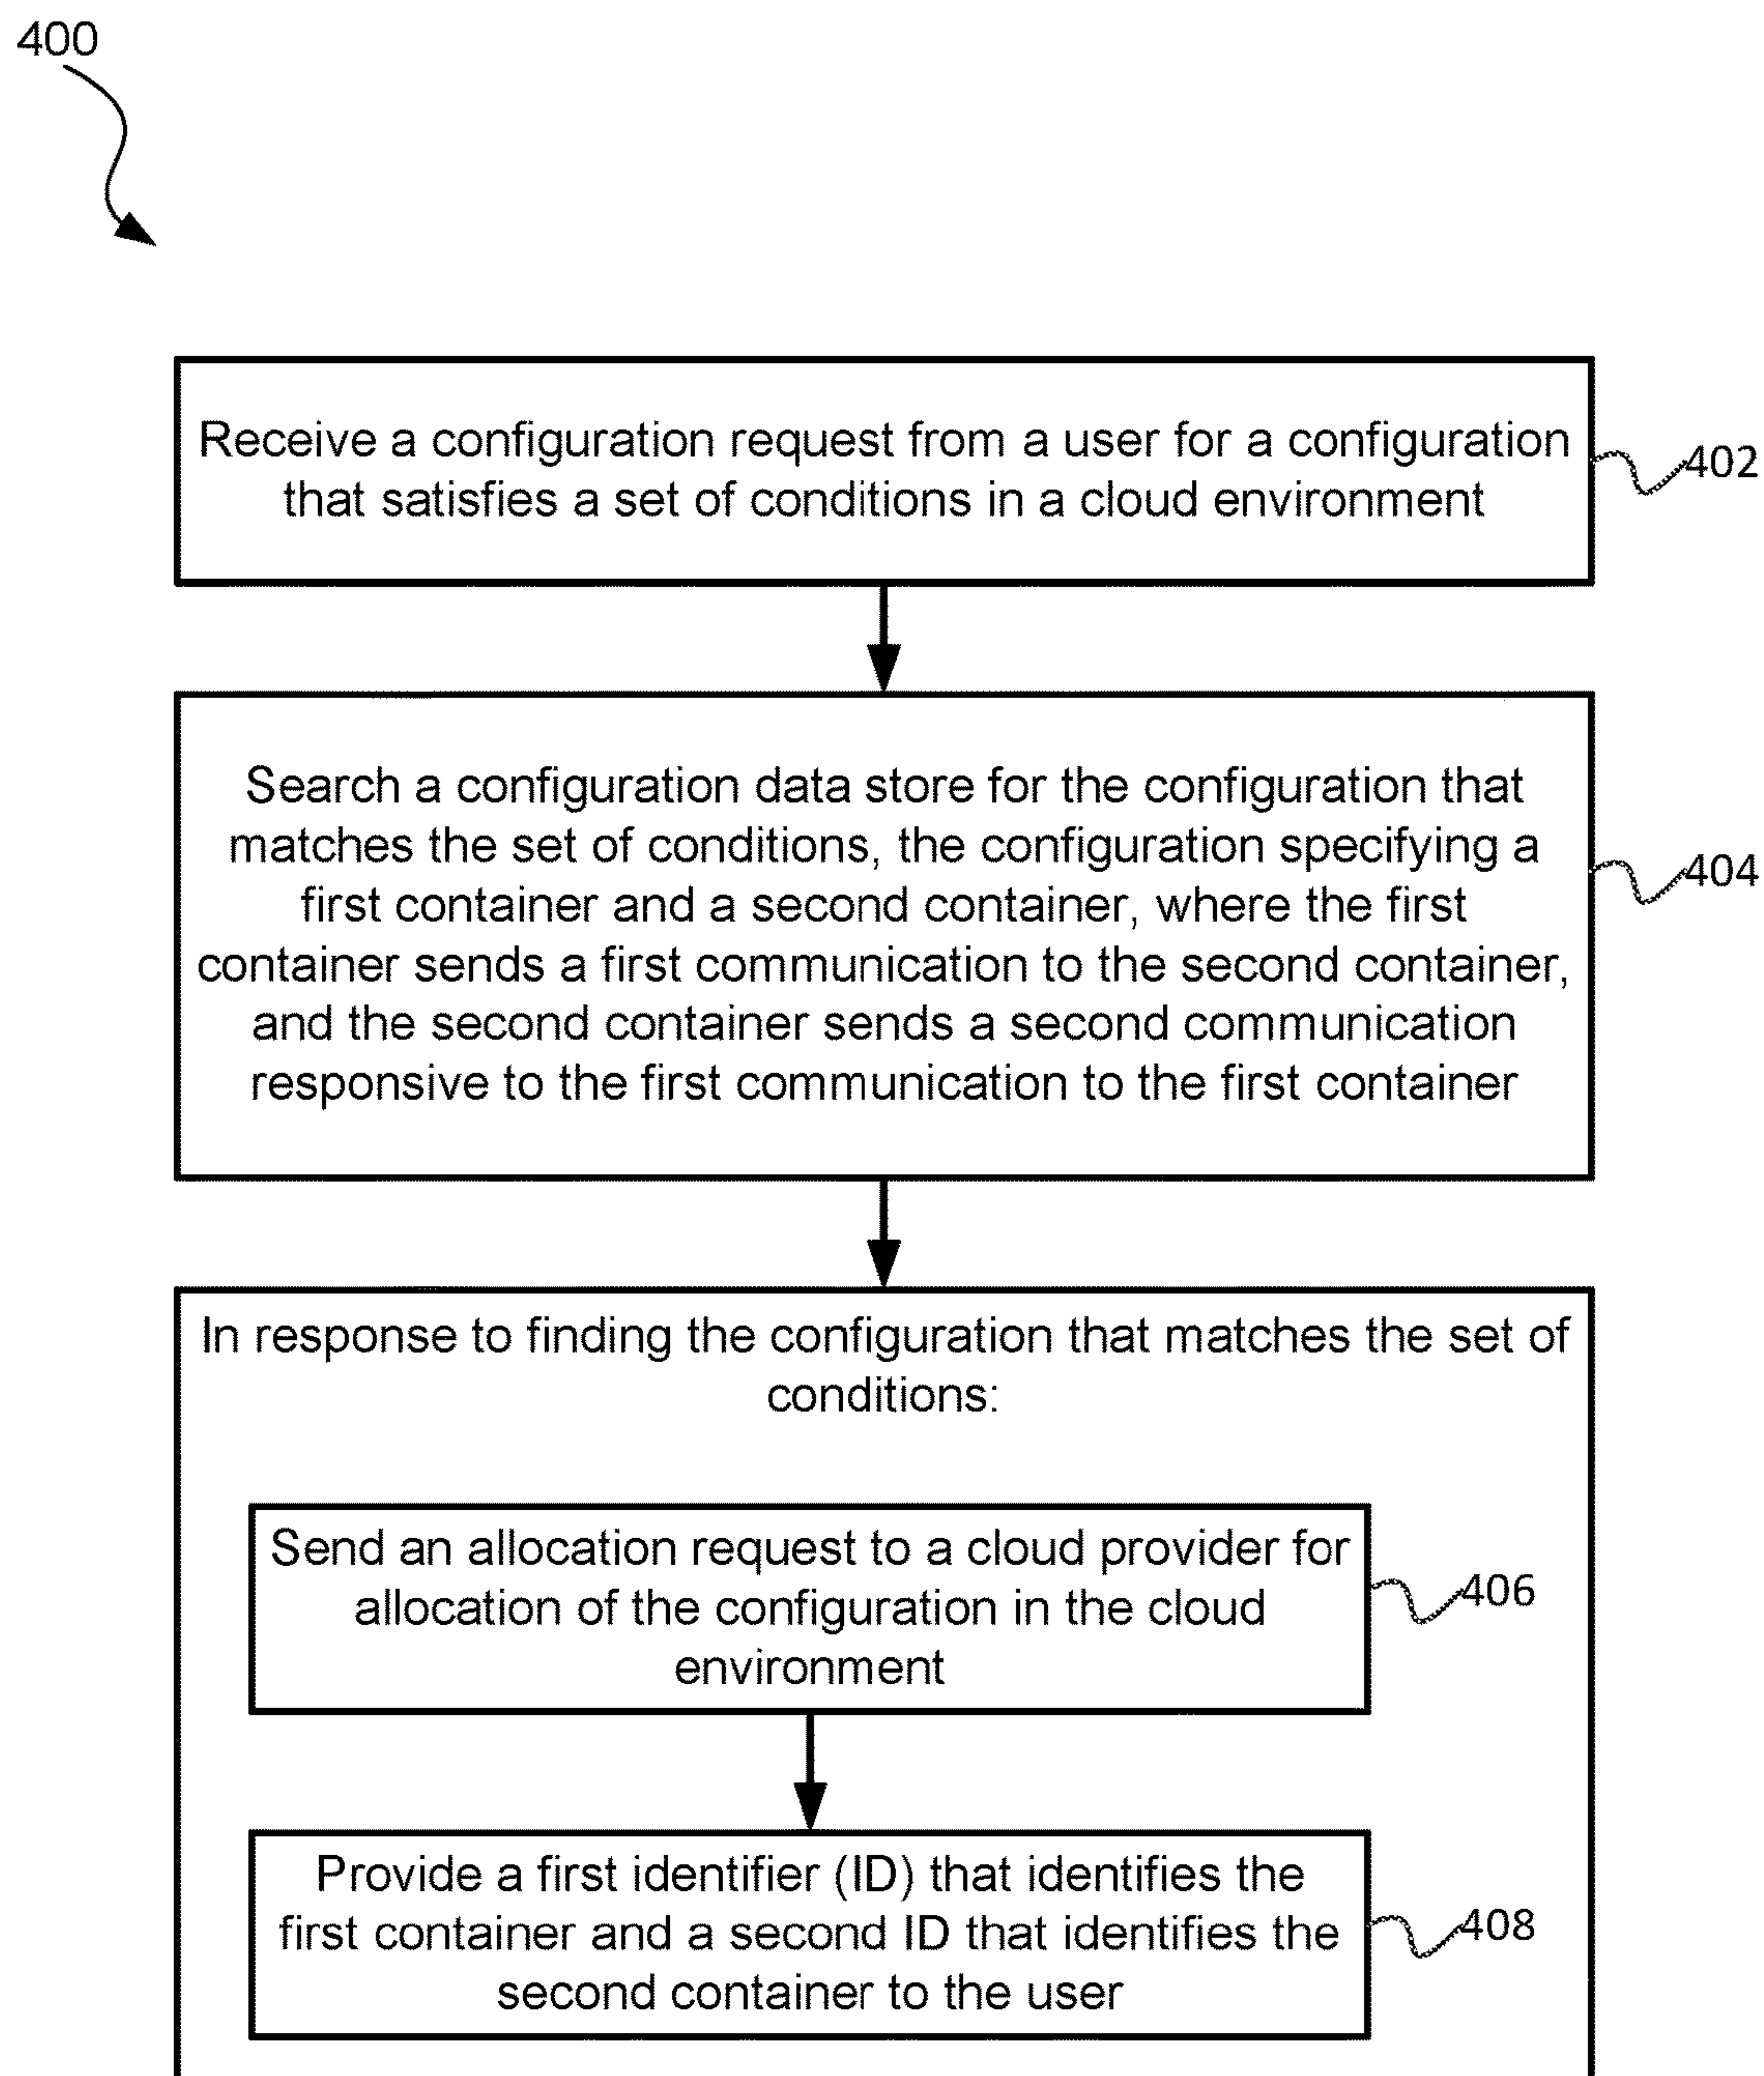 400
Receive a configuration request from a user for a configuration
that satisfies a set of conditions in a cloud environment
402
Search a configuration data store for the configuration that
matches the set of conditions, the configuration specifying a
first container and a second container, where the first
container sends a first communication to the second container,
and the second container sends a second communication
responsive to the first communication to the first container
404
In response to finding the configuration that matches the set of
conditions:
Send an allocation request to a cloud provider for
allocation of the configuration in the cloud
environment
406
Provide a first identifier (ID) that identifies the
first container and a second ID that identifies the
second container to the user
408